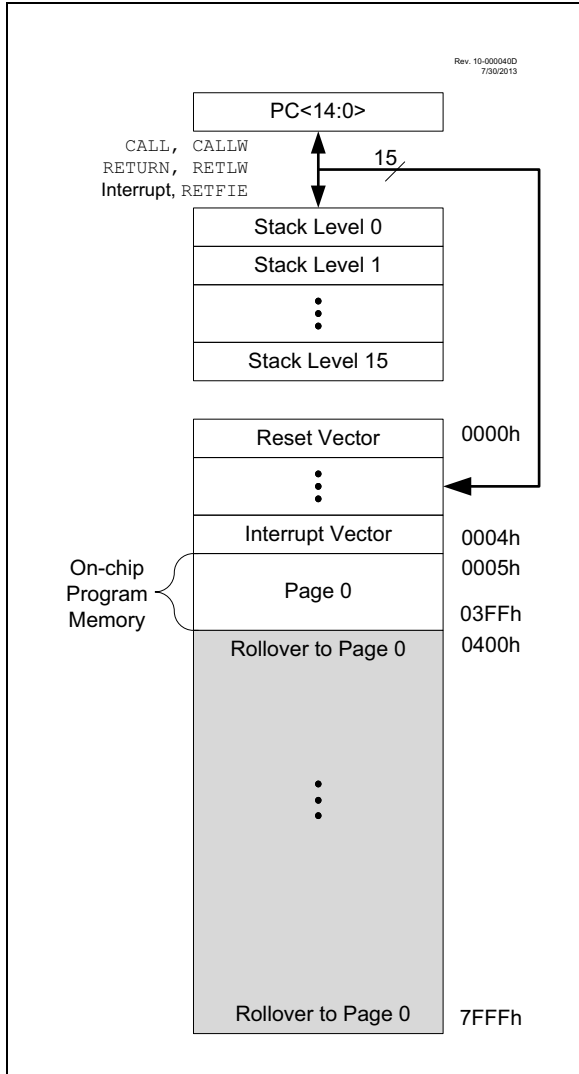 Rev. 10-000040D
7/30/2013
PC<14:0>
CALL, CALLW
RETURN, RETLW
Interrupt, RETFIE
15
Stack Level 0
Stack Level 1
Stack Level 15
Reset Vector
0000h
Interrupt Vector
0004h
On-chip
Program
Memory
Page 0
0005h
03FFh
Rollover to Page 0
0400h
Rollover to Page 0
7FFFh